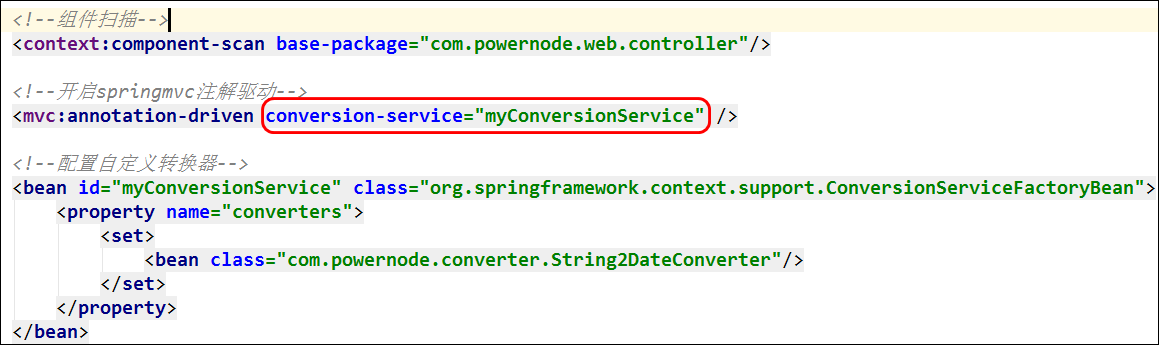 <!--组件扫描-->
<context:component-scan base-package="com.powernode.web.controller"/>
<!--开启springmvc注解驱动-->
<mvc:annotation-driven conversion-service="myConversionService" />
<!--配置自定义转换器-->
<bean id="myConversionService" class="org.springframework.context.support.ConversionServiceFactoryBean">
<property name="converters">
<set>
<bean class="com.powernode.converter.String2DateConverter"/>
</set>
</property>
</bean>